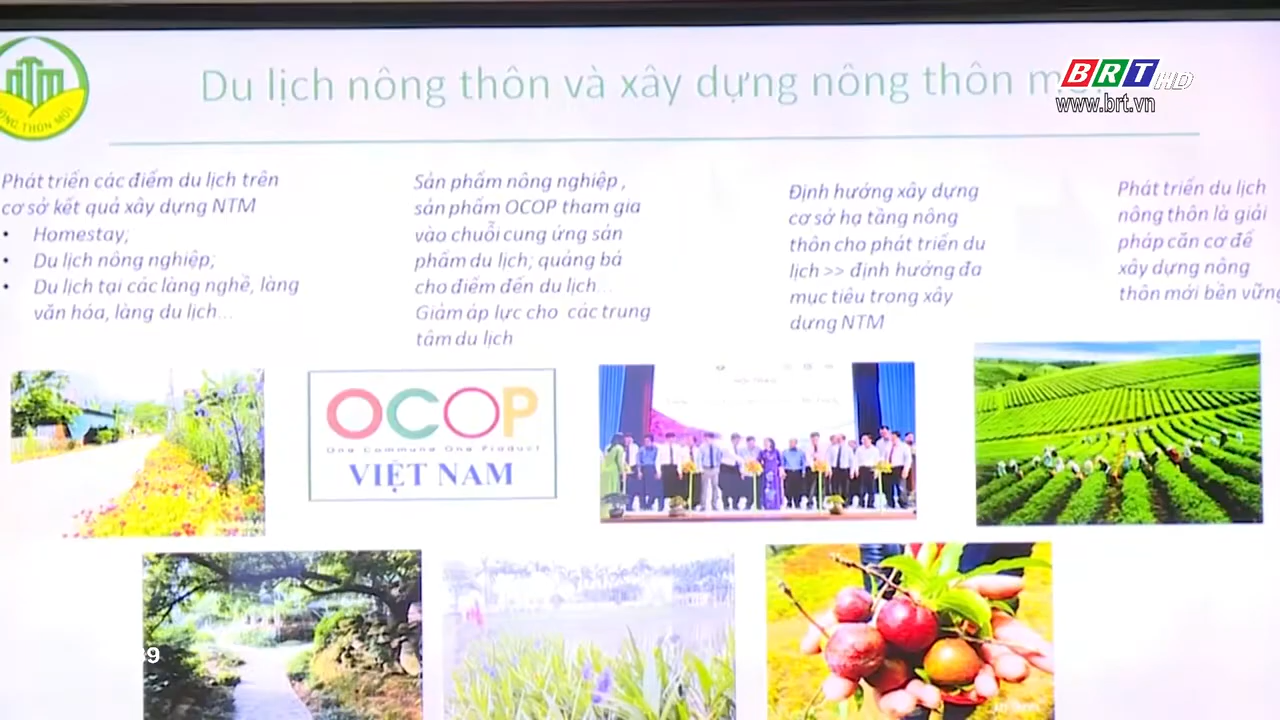 Du lịch nông thôn và xây dựng nông thôn
BRT HD
www.brt.vn
NTM
NÔNG THÔN MỚI
Phát triển các điểm du lịch trên
cơ sở kết quả xây dựng NTM
• Homestay;
• Du lịch nông nghiệp;
• Du lịch tại các làng nghề, làng
văn hóa, làng du lịch...
Sản phẩm nông nghiệp ,
sản phẩm OCOP tham gia
vào chuỗi cung ứng sản
phẩm du lịch; quảng bá
cho điểm đến du lịch...
Giảm áp lực cho các trung
tâm du lịch
Định hướng xây dựng
cơ sở hạ tầng nông
thôn cho phát triển du
lịch >> định hướng đa
mục tiêu trong xây
dưng NTM
Phát triển du lịch
nông thôn là giải
pháp căn cơ để
xây dựng nông
thôn mới bền vững
OCOP
One Commune One Product
VIỆT NAM
39